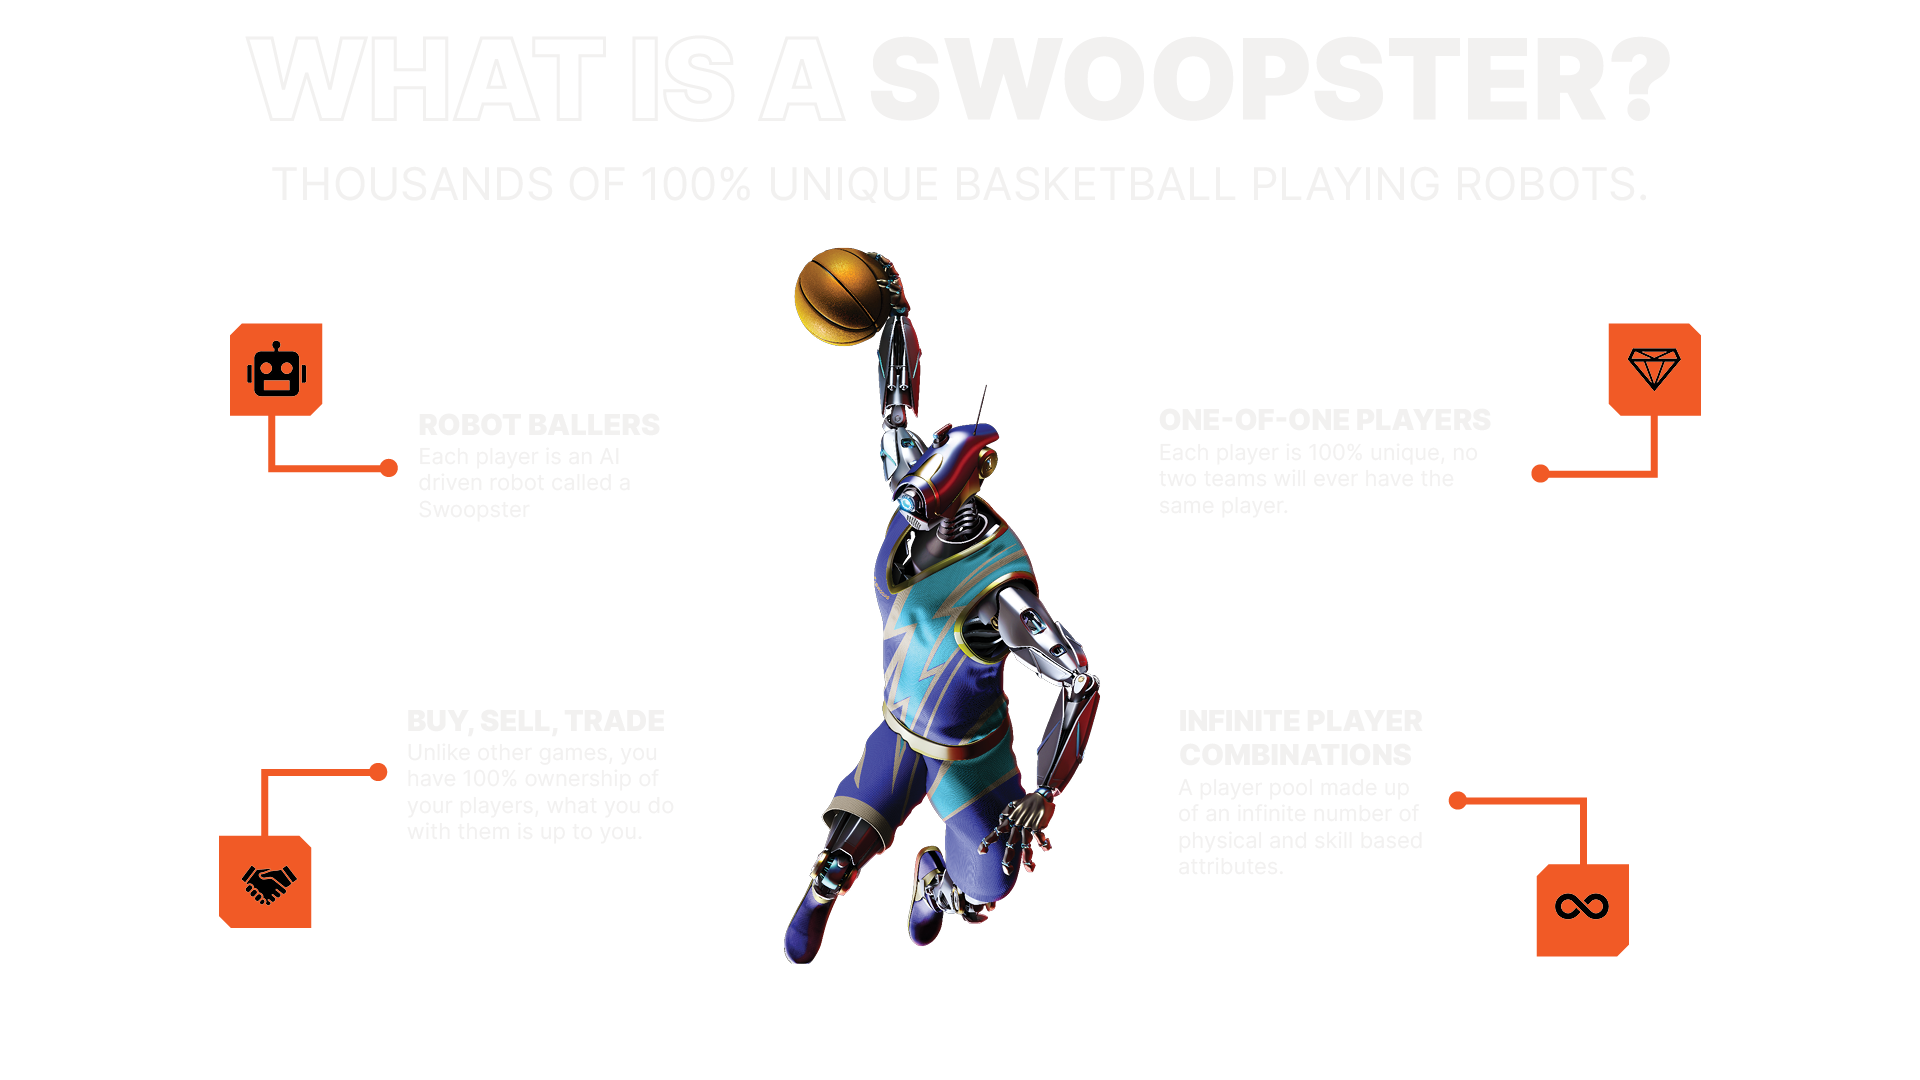 WHAT IS A SWOOPSTER?
THOUSANDS OF 100% UNIQUE BASKETBALL PLAYING ROBOTS.
ROBOT BALLERS
Each player is an AI
driven robot called a
Swoopster
ONE-OF-ONE PLAYERS
Each player is 100% unique, no
two teams will ever have the
same player.
BUY, SELL, TRADE
Unlike other games, you
have 100% ownership of
your players, what you do
with them is up to you.
INFINITE PLAYER
COMBINATIONS
A player pool made up
of an infinite number of
physical and skill based
attributes.